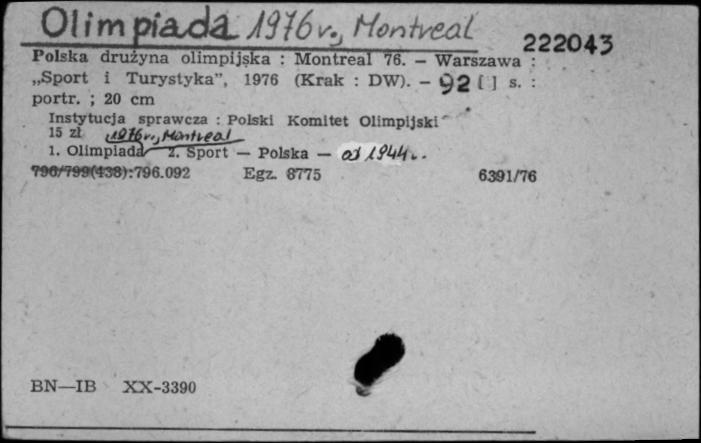 Olimpiada 1976 r., Montreal
222043
Polska drużyna olimpijska : Montreal 76. — Warszawa :
„Sport i Turystyka”, 1976 (Krak : DW). — 92 [ ] s. :
portr. ; 20 cm
Instytucja sprawcza : Polski Komitet Olimpijski
15 zł 1976 r., Montreal
1. Olimpiada 2. Sport — Polska — od 1944 r.
796/799(438):796.092 Egz. 8775 6391/76
BN—IB XX-3390